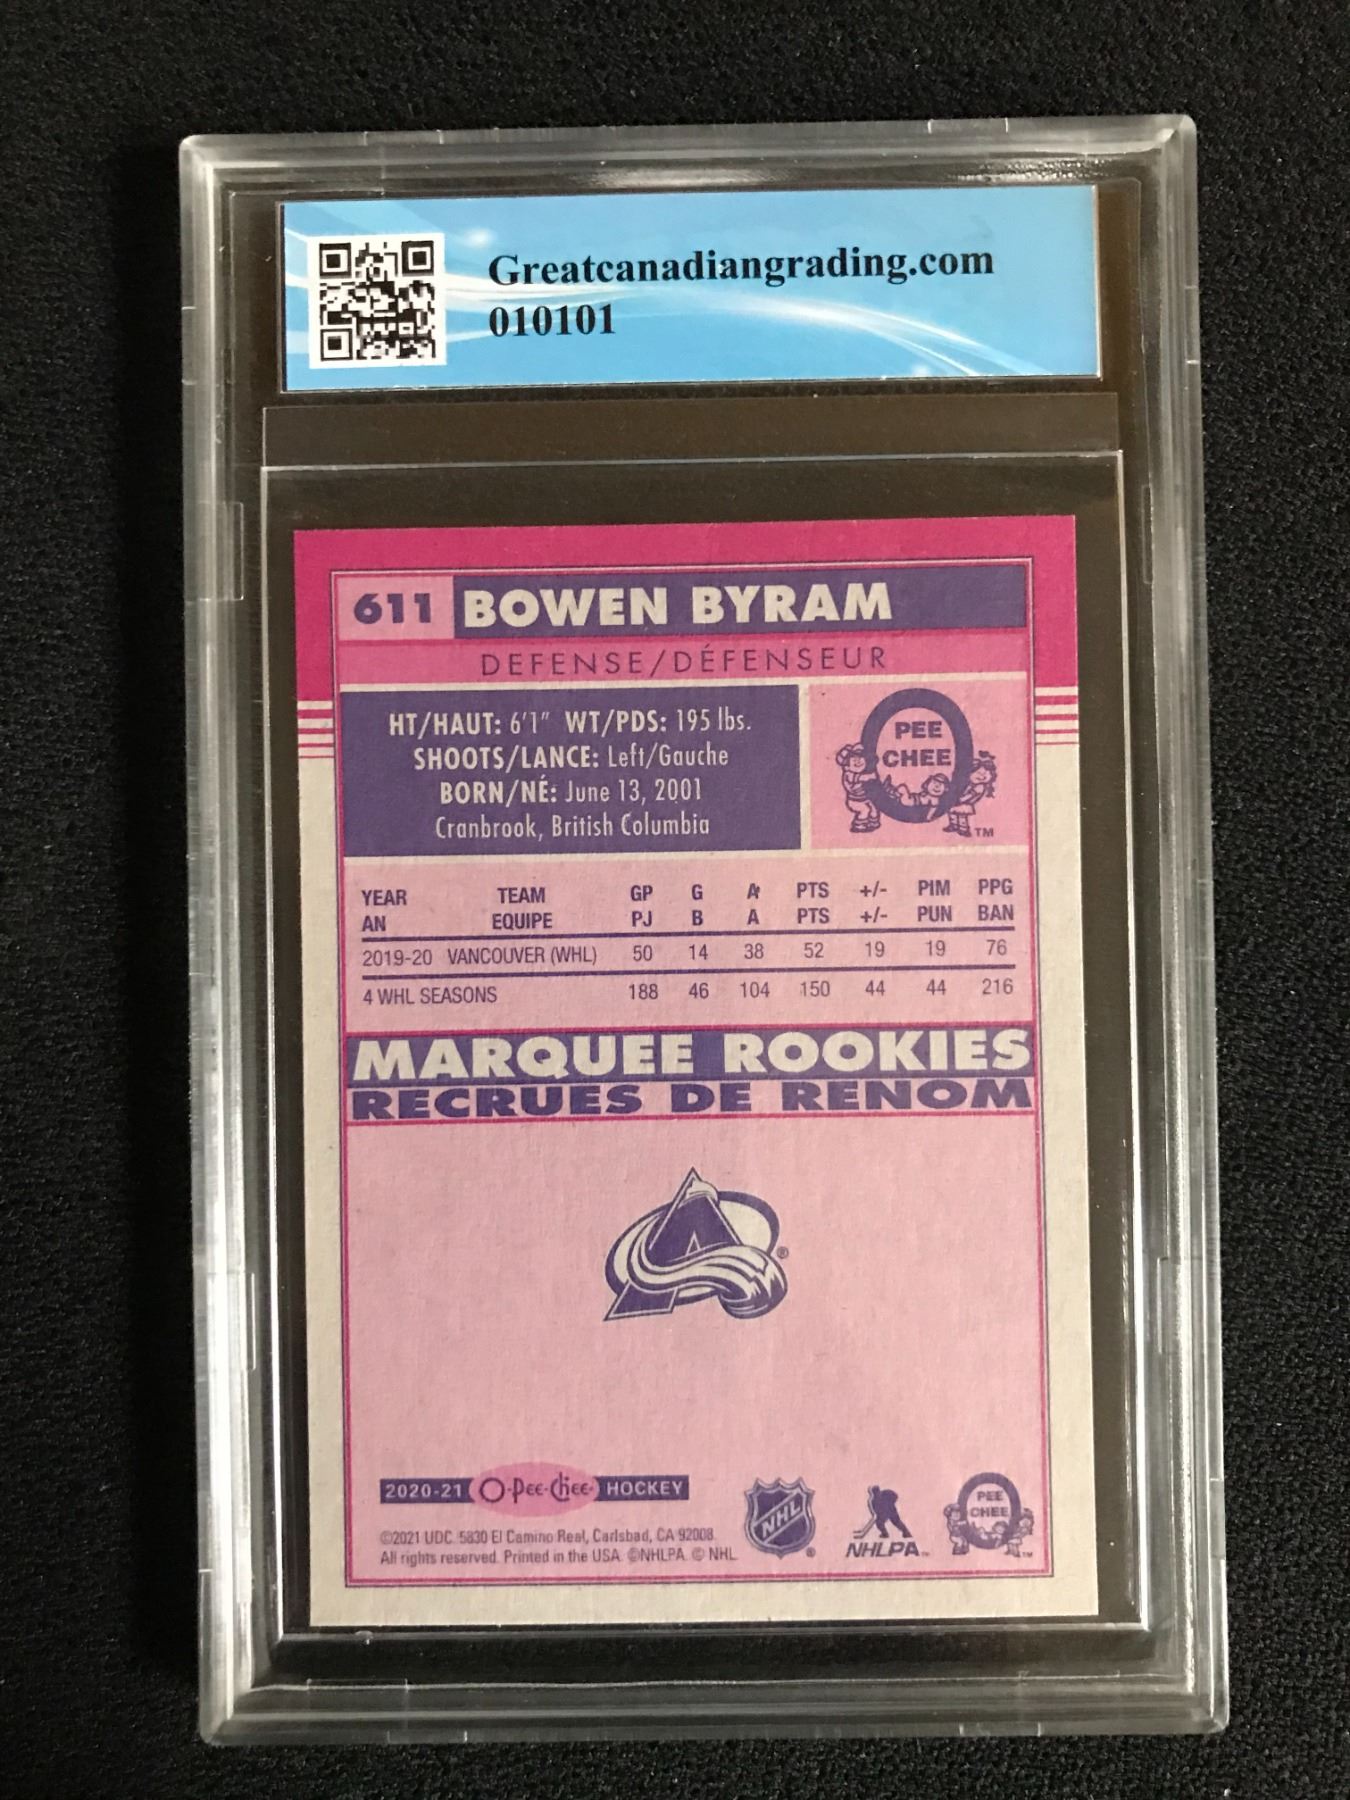 Greatcanadiangrading.com
010101
611 BOWEN BYRAM
DEFENSE/DÉFENSEUR
HT/HAUT: 6'1" WT/PDS: 195 lbs.
SHOOTS/LANCE: Left/Gauche
BORN/NÉ: June 13, 2001
Cranbrook, British Columbia
PEE
CHEE
TM
YEAR TEAM GP G A PTS +/- PIM PPG
AN EQUIPE PJ B A PTS +/- PUN BAN
2019-20 VANCOUVER (WHL) 50 14 38 52 19 19 76
4 WHL SEASONS 188 46 104 150 44 44 216
MARQUEE ROOKIES
RECRUES DE RENOM
A
®
2020-21 O-Pee-Chee HOCKEY
©2021 UDC. 5830 El Camino Real, Carlsbad, CA 92008.
All rights reserved. Printed in the USA. ©NHLPA. © NHL
NHL
®
NHLPA™
PEE
CHEE
TM